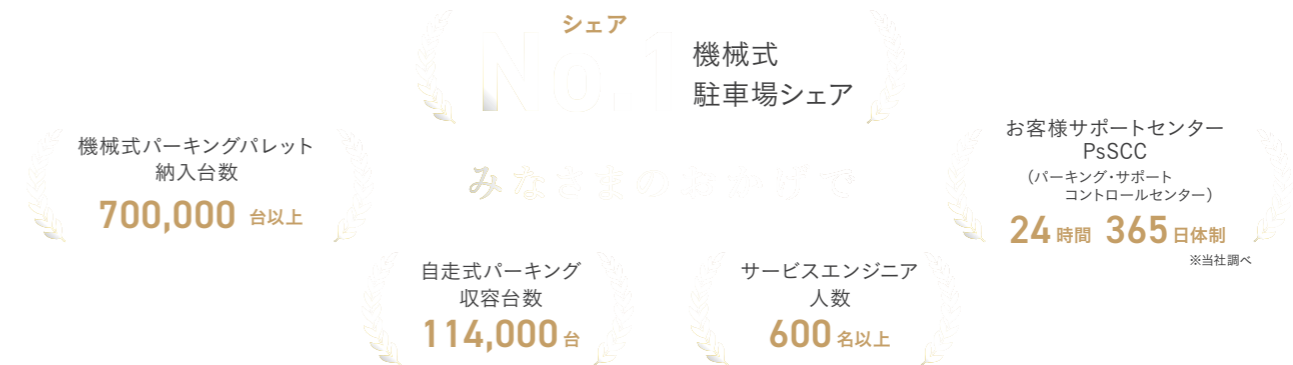 シェア
No.1
機械式
駐車場シェア
みなさまのおかげで
機械式パーキングパレット
納入台数
700,000 台以上
自走式パーキング
収容台数
114,000 台
サービスエンジニア
人数
600 名以上
お客様サポートセンター
PsSCC
（パーキング・サポート
コントロールセンター）
24 時間 365 日体制
※当社調べ